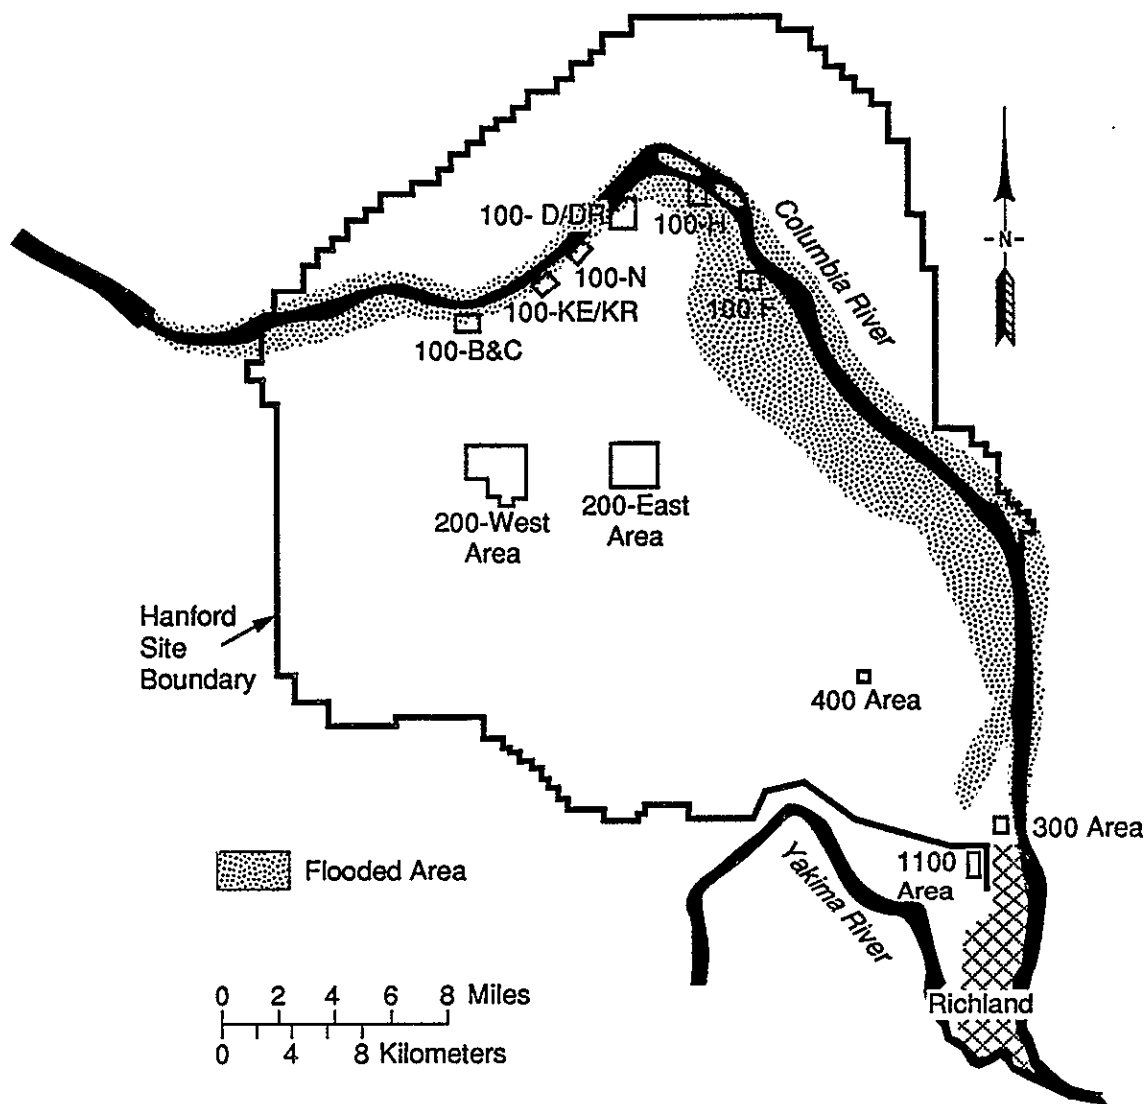 100- D/DR
100-H
Columbia River
-N-
100-N
100-F
100-KE/KR
100-B&C
200-West
Area
200-East
Area
Hanford
Site
Boundary
400 Area
300 Area
1100
Area
Yakima River
Flooded Area
Richland
0 2 4 6 8 Miles
0 4 8 Kilometers